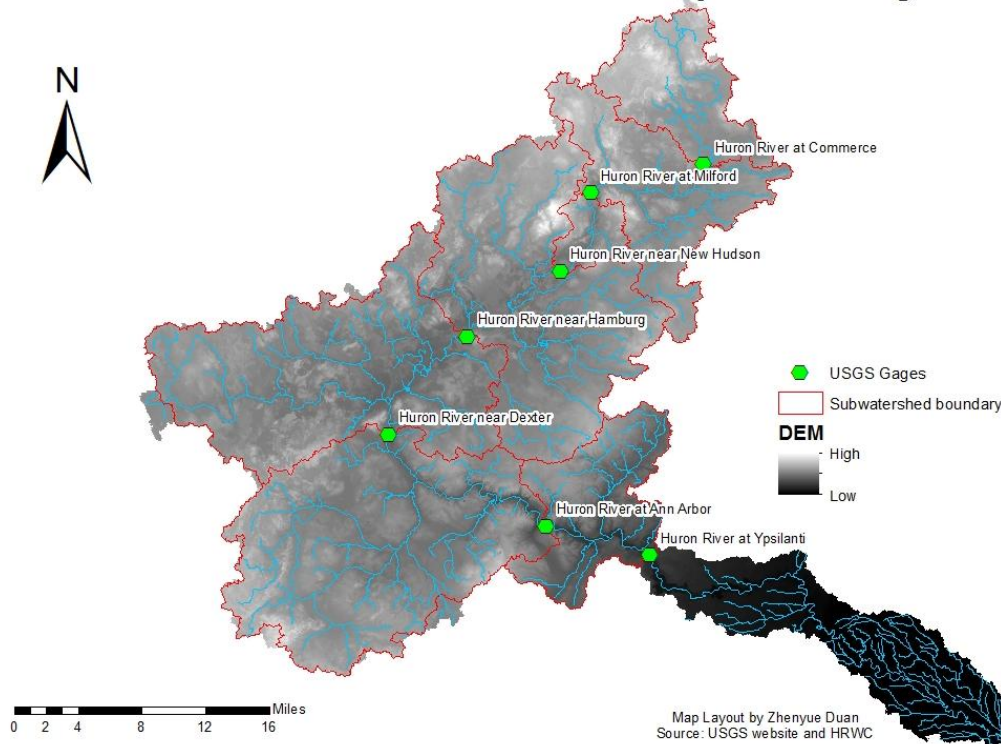 N
Huron River at Commerce
Huron River at Milford
Huron River near New Hudson
Huron River near Hamburg
Huron River near Dexter
Huron River at Ann Arbor
Huron River at Ypsilanti
USGS Gages
Subwatershed boundary
DEM
High
Low
Miles
0 2 4 8 12 16
Map Layout by Zhenyue Duan
Source: USGS website and HRWC